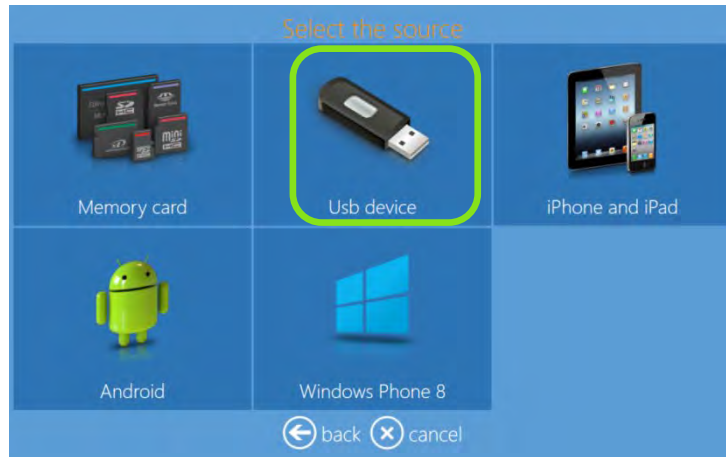 Select the source
Memory card
Usb device
iPhone and iPad
Android
Windows Phone 8
back
cancel